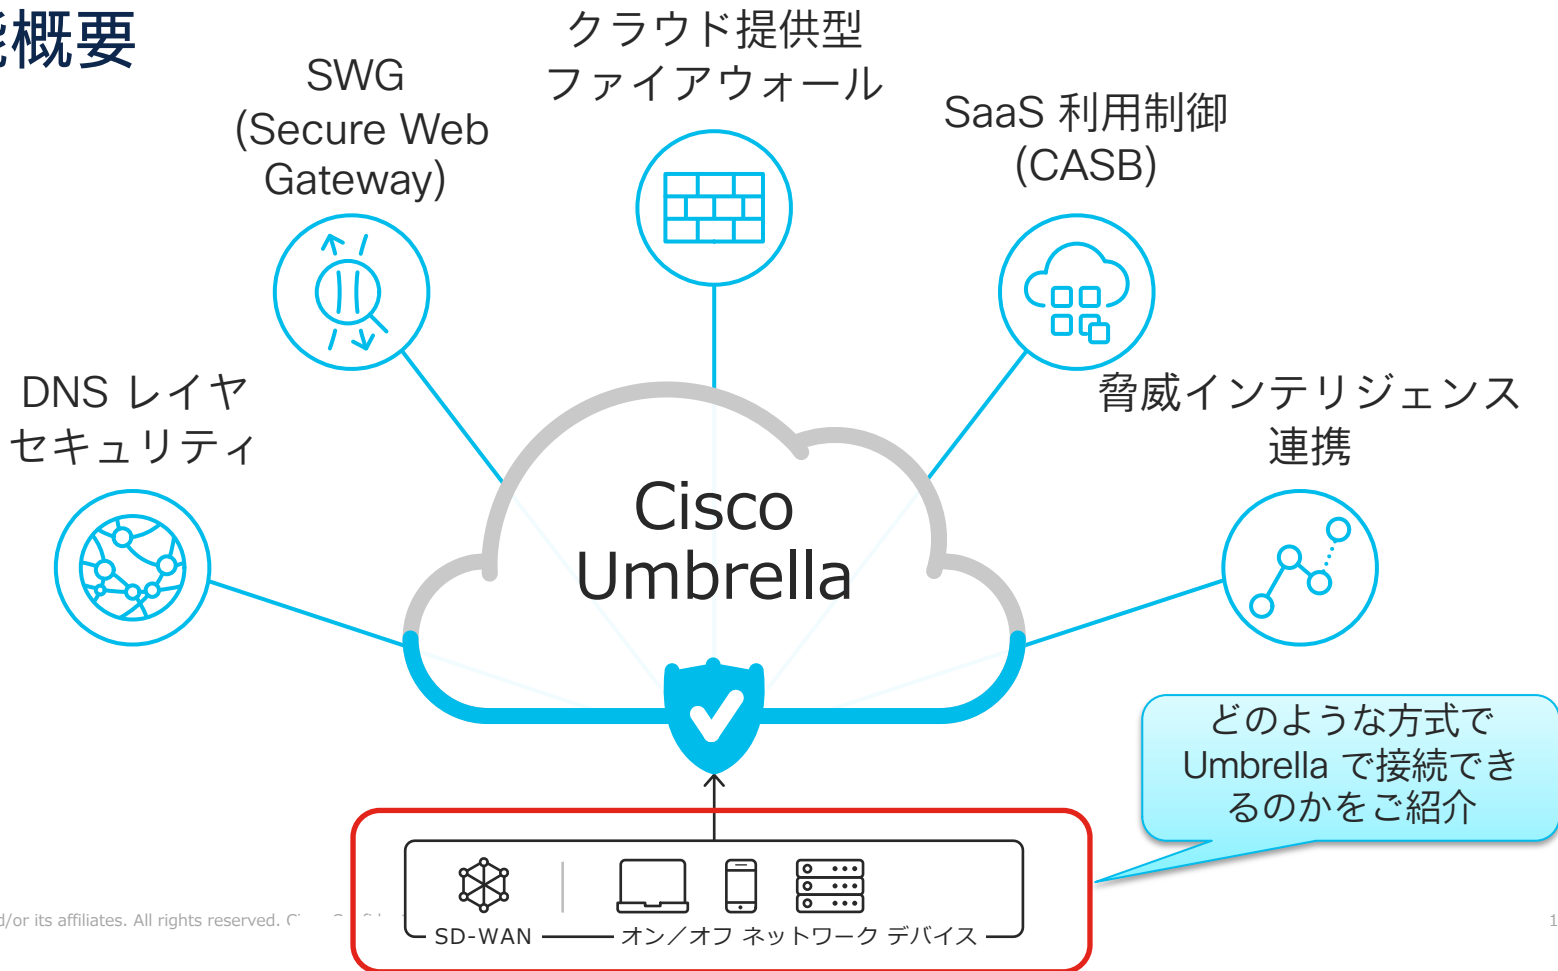 概要
SWG
(Secure Web
Gateway)
クラウド提供型
ファイアウォール
SaaS 利用制御
(CASB)
DNS レイヤ
セキュリティ
脅威インテリジェンス
連携
Cisco
Umbrella
どのような方式で
Umbrella で接続でき
るのかをご紹介
SD-WAN
オン／オフ ネットワーク デバイス
d/or its affiliates. All rights reserved.
1